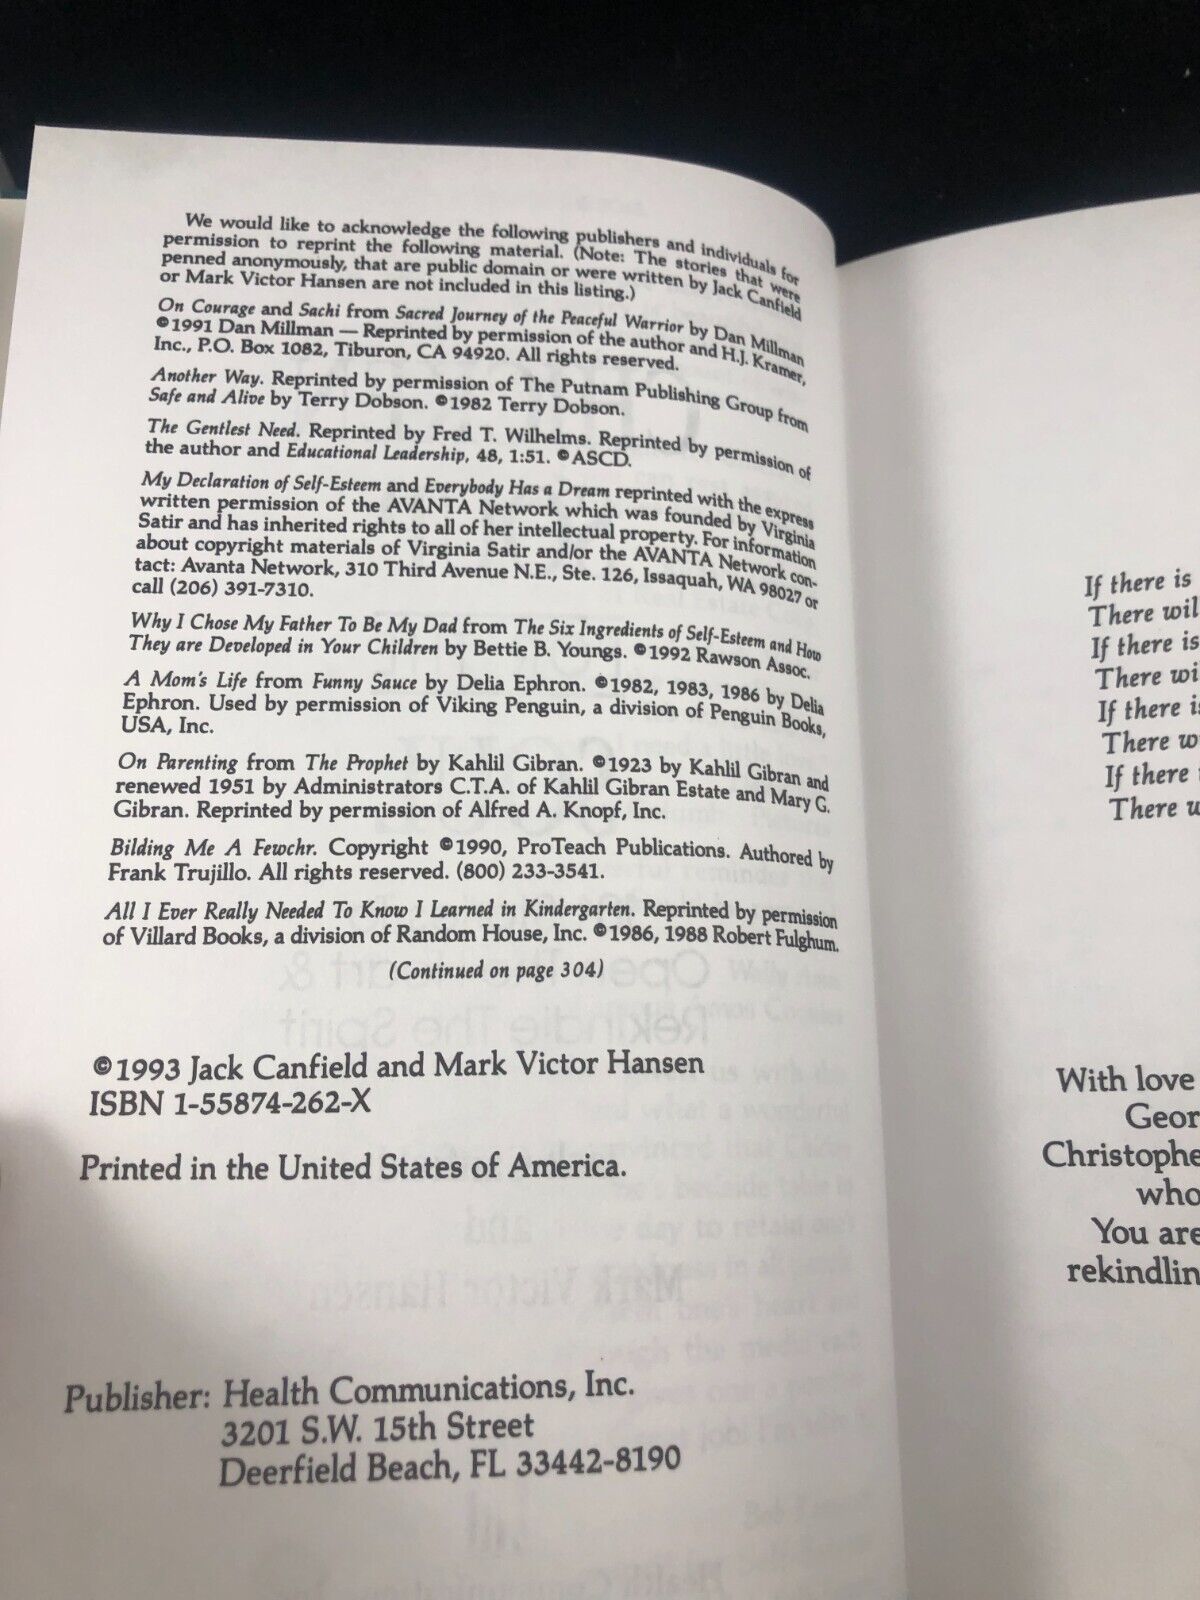 We would like to acknowledge the following publishers and individuals for
permission to reprint the following material. (Note: The stories that were
penned anonymously, that are public domain or were written by Jack Canfield
or Mark Victor Hansen are not included in this listing.)
On Courage and Sachi from Sacred Journey of the Peaceful Warrior by Dan Millman
©1991 Dan Millman — Reprinted by permission of the author and H.J. Kramer,
Inc., P.O. Box 1082, Tiburon, CA 94920. All rights reserved.
Another Way. Reprinted by permission of The Putnam Publishing Group from
Safe and Alive by Terry Dobson. ©1982 Terry Dobson.
The Gentlest Need. Reprinted by Fred T. Wilhelms. Reprinted by permission of
the author and Educational Leadership, 48, 1:51. ©ASCD.
My Declaration of Self-Esteem and Everybody Has a Dream reprinted with the express
written permission of the AVANTA Network which was founded by Virginia
Satir and has inherited rights to all of her intellectual property. For information
about copyright materials of Virginia Satir and/or the AVANTA Network con-
tact: Avanta Network, 310 Third Avenue N.E., Ste. 126, Issaquah, WA 98027 or
call (206) 391-7310.
Why I Chose My Father To Be My Dad from The Six Ingredients of Self-Esteem and How
They are Developed in Your Children by Bettie B. Youngs. ©1992 Rawson Assoc.
A Mom's Life from Funny Sauce by Delia Ephron. ©1982, 1983, 1986 by Delia
Ephron. Used by permission of Viking Penguin, a division of Penguin Books,
USA, Inc.
On Parenting from The Prophet by Kahlil Gibran. ©1923 by Kahlil Gibran and
renewed 1951 by Administrators C.T.A. of Kahlil Gibran Estate and Mary G.
Gibran. Reprinted by permission of Alfred A. Knopf, Inc.
Bilding Me A Fewchr. Copyright ©1990, ProTeach Publications. Authored by
Frank Trujillo. All rights reserved. (800) 233-3541.
All I Ever Really Needed To Know I Learned in Kindergarten. Reprinted by permission
of Villard Books, a division of Random House, Inc. ©1986, 1988 Robert Fulghum.
(Continued on page 304)
©1993 Jack Canfield and Mark Victor Hansen
ISBN 1-55874-262-X
Printed in the United States of America.
Publisher: Health Communications, Inc.
3201 S.W. 15th Street
Deerfield Beach, FL 33442-8190
If there is
There wil
If there is
There wi
If there is
There w
If there
There w
With love
Geor
Christophe
who
You are
rekindlin